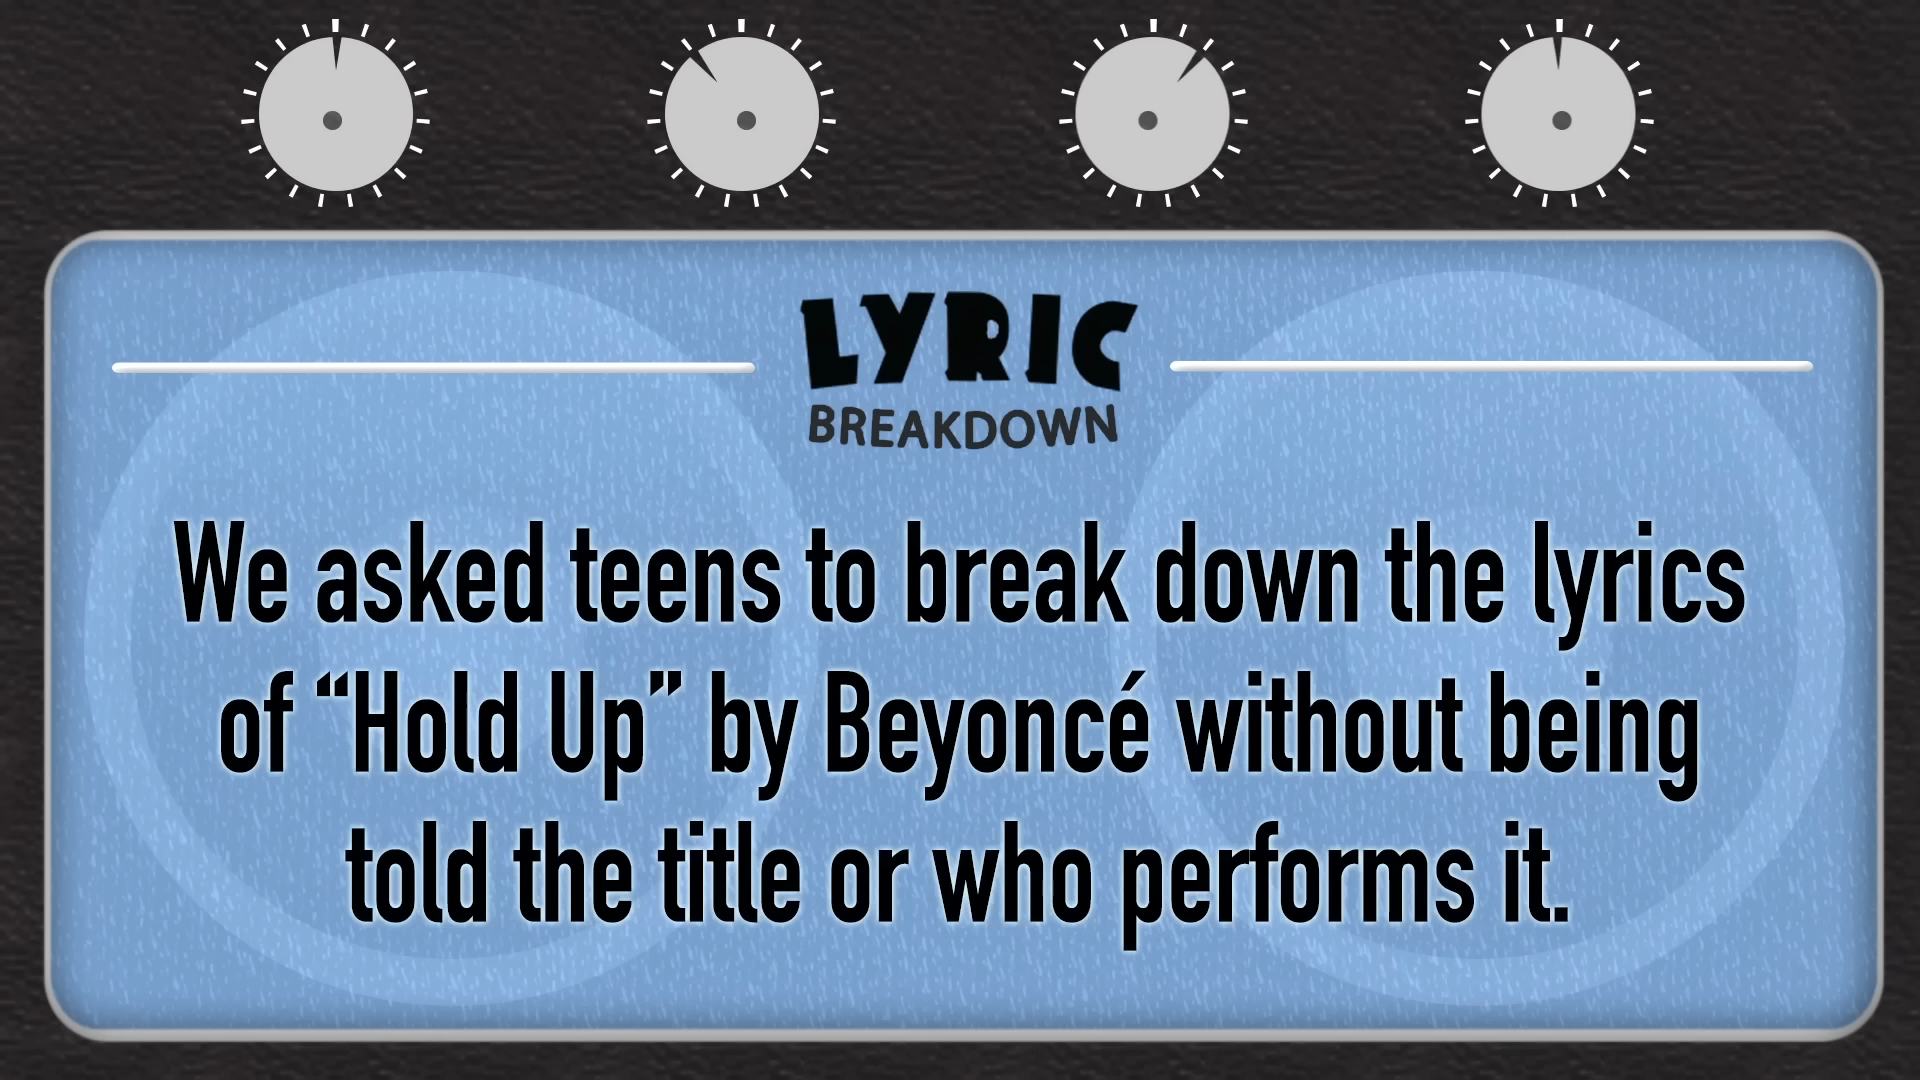 LYRIC
BREAKDOWN
We asked teens to break down the lyrics
of “Hold Up” by Beyoncé without being
told the title or who performs it.